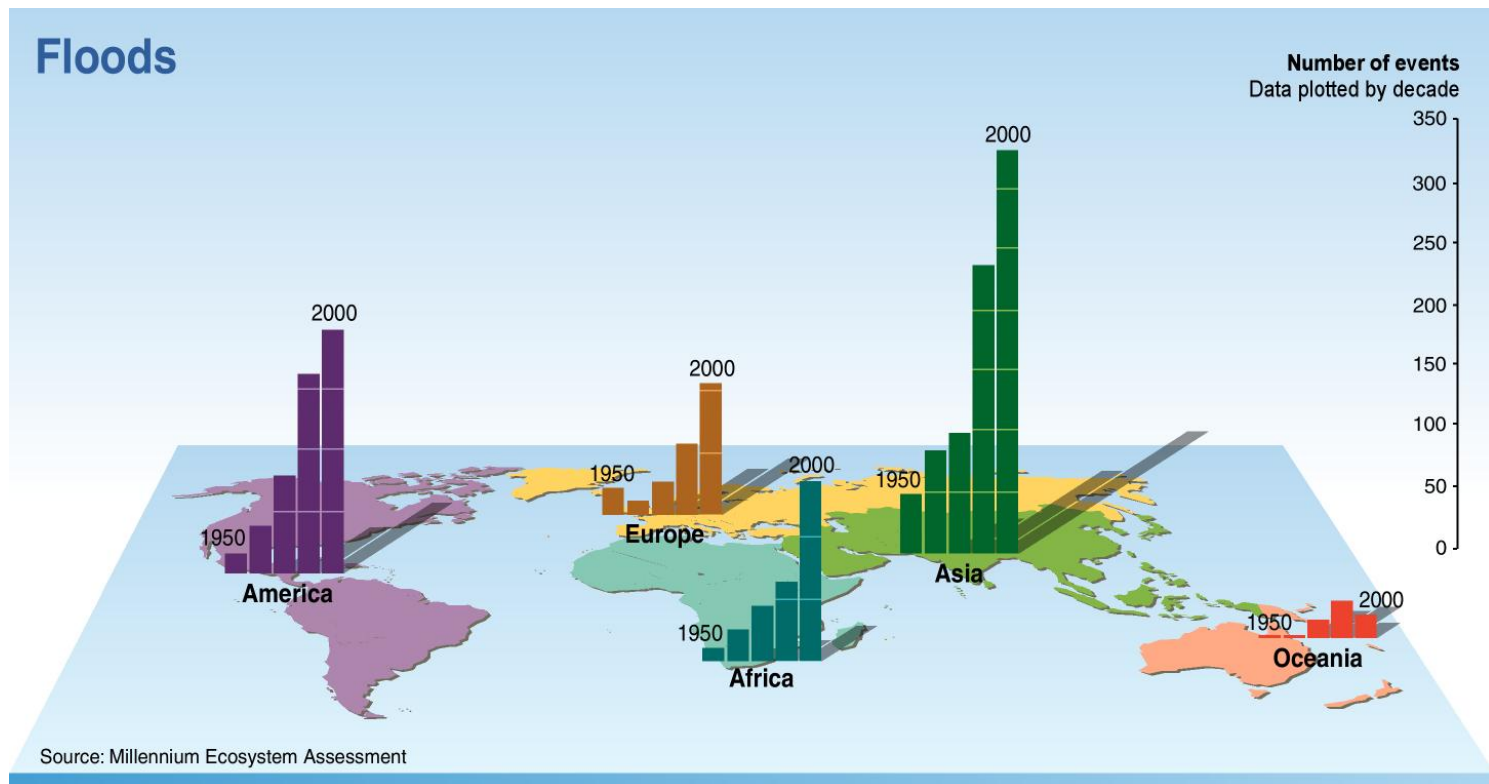 Floods
Number of events
Data plotted by decade
350
300
250
200
150
100
50
0
2000
1950
America
2000
1950
Europe
2000
1950
Africa
2000
1950
Asia
2000
1950
Oceania
Source: Millennium Ecosystem Assessment